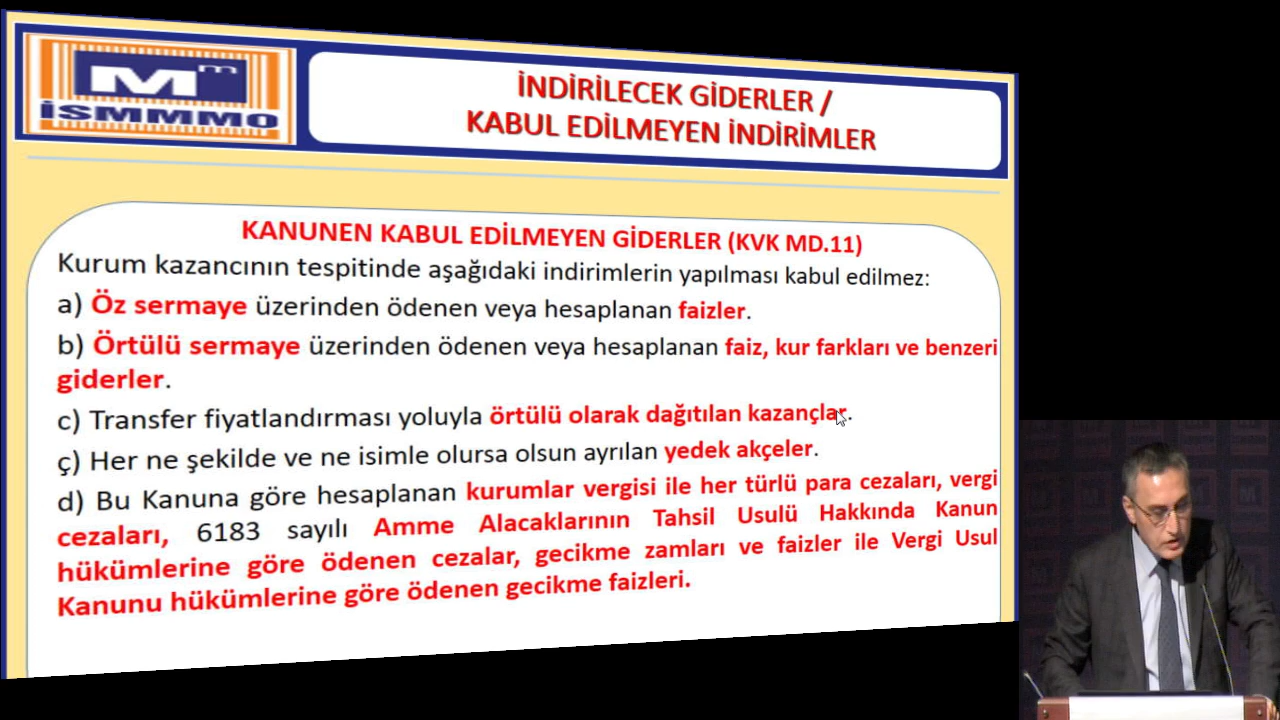 Mm
İSMMMO
İNDİRİLECEK GİDERLER /
KABUL EDİLMEYEN İNDİRİMLER
KANUNEN KABUL EDİLMEYEN GİDERLER (KVK MD.11)
Kurum kazancının tespitinde aşağıdaki indirimlerin yapılması kabul edilmez:
a) Öz sermaye üzerinden ödenen veya hesaplanan faizler.
b) Örtülü sermaye üzerinden ödenen veya hesaplanan faiz, kur farkları ve benzeri
giderler.
c) Transfer fiyatlandırması yoluyla örtülü olarak dağıtılan kazançlar.
ç) Her ne şekilde ve ne isimle olursa olsun ayrılan yedek akçeler.
d) Bu Kanuna göre hesaplanan kurumlar vergisi ile her türlü para cezaları, vergi
cezaları, 6183 sayılı Amme Alacaklarının Tahsil Usulü Hakkında Kanun
hükümlerine göre ödenen cezalar, gecikme zamları ve faizler ile Vergi Usul
Kanunu hükümlerine göre ödenen gecikme faizleri.